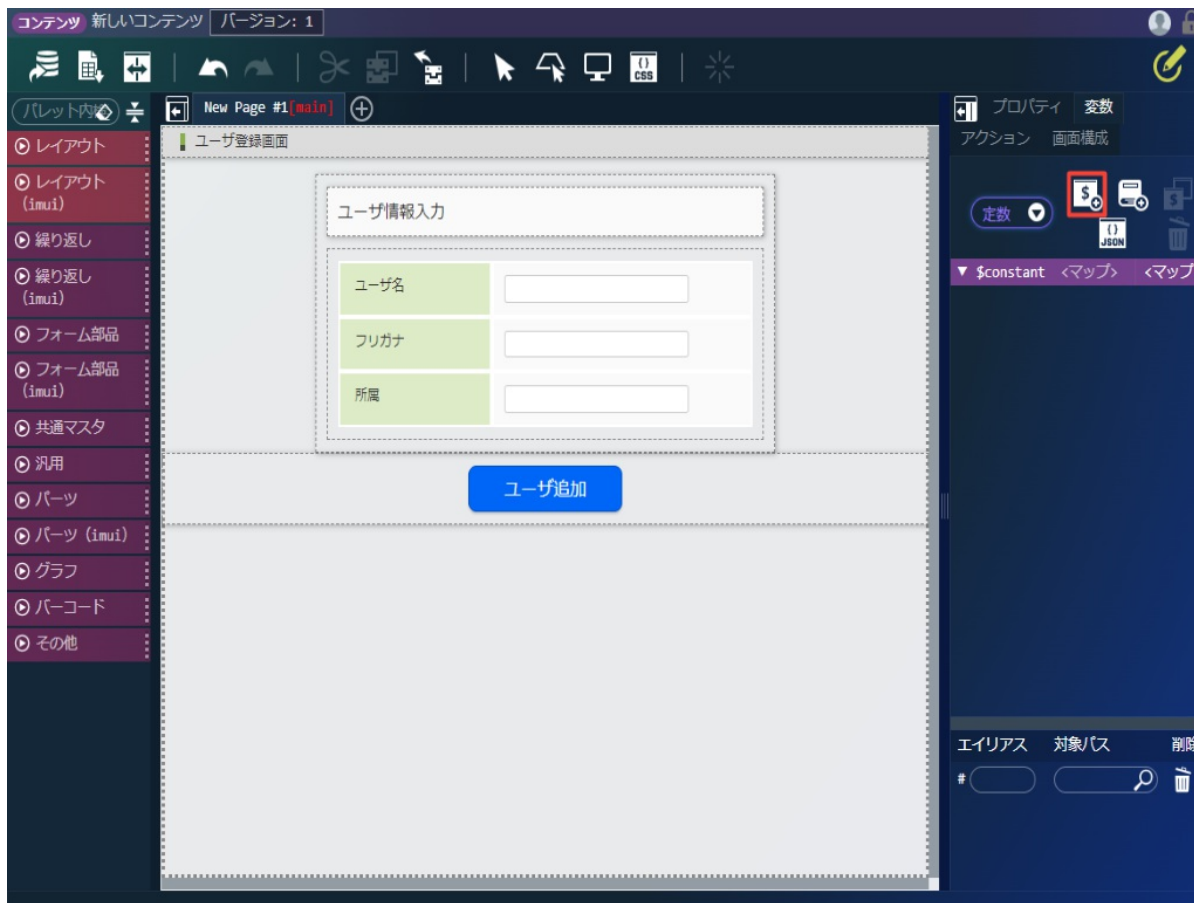 コンテンツ 新しいコンテンツ バージョン: 1
{} CSS
パレット内検
New Page #1[main]
プロパティ 変数
アクション 画面構成
レイアウト
レイアウト
(imui)
繰り返し
繰り返し
(imui)
フォーム部品
フォーム部品
(imui)
共通マスタ
汎用
パーツ
パーツ (imui)
グラフ
バーコード
その他
ユーザ登録画面
ユーザ情報入力
ユーザ名
フリガナ
所属
ユーザ追加
定数
$
{} JSON
▼ $constant <マップ> <マップ
エイリアス 対象パス 削除
#